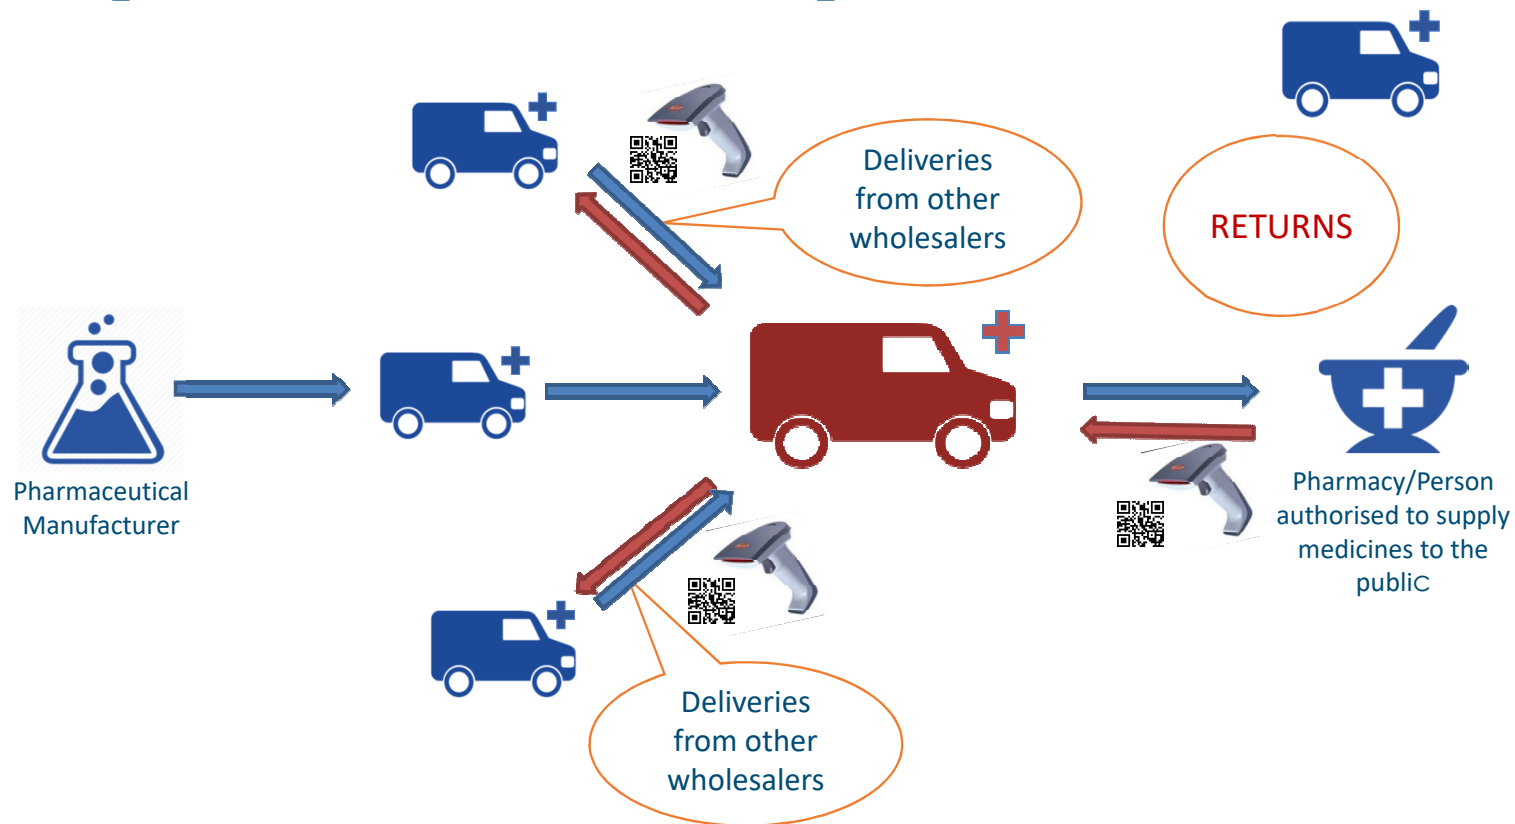 Deliveries
from other
wholesalers
RETURNS
Pharmaceutical
Manufacturer
Pharmacy/Person
authorised to supply
medicines to the
publiC
Deliveries
from other
wholesalers